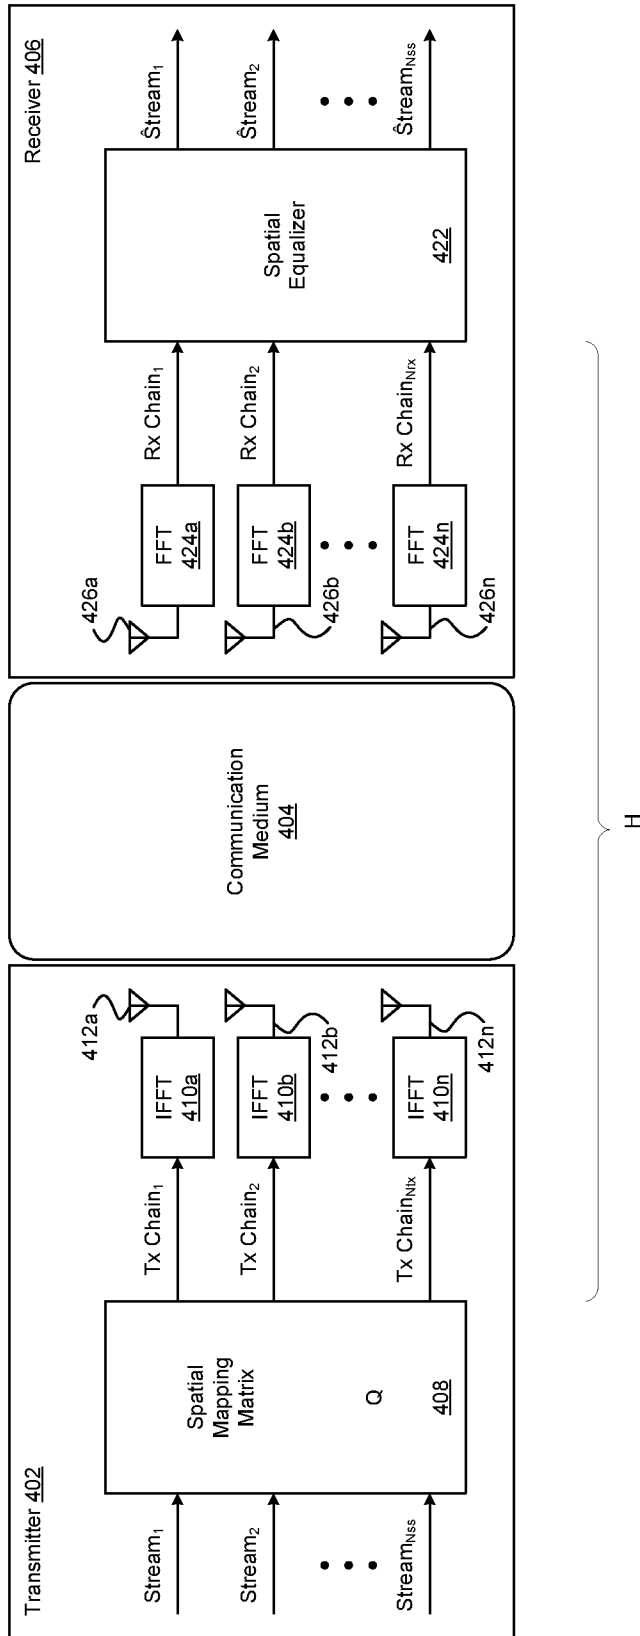 Transmitter 402
Stream1
Stream2
StreamNss
Spatial
Mapping
Matrix
Q
408
Tx Chain1
Tx Chain2
Tx ChainNtx
IFFT
410a
IFFT
410b
IFFT
410n
412a
412b
412n
Communication
Medium
404
Receiver 406
426a
426b
426n
FFT
424a
FFT
424b
FFT
424n
Rx Chain1
Rx Chain2
Rx ChainNrx
Spatial
Equalizer
422
Ŝtream1
Ŝtream2
ŜtreamNss
H